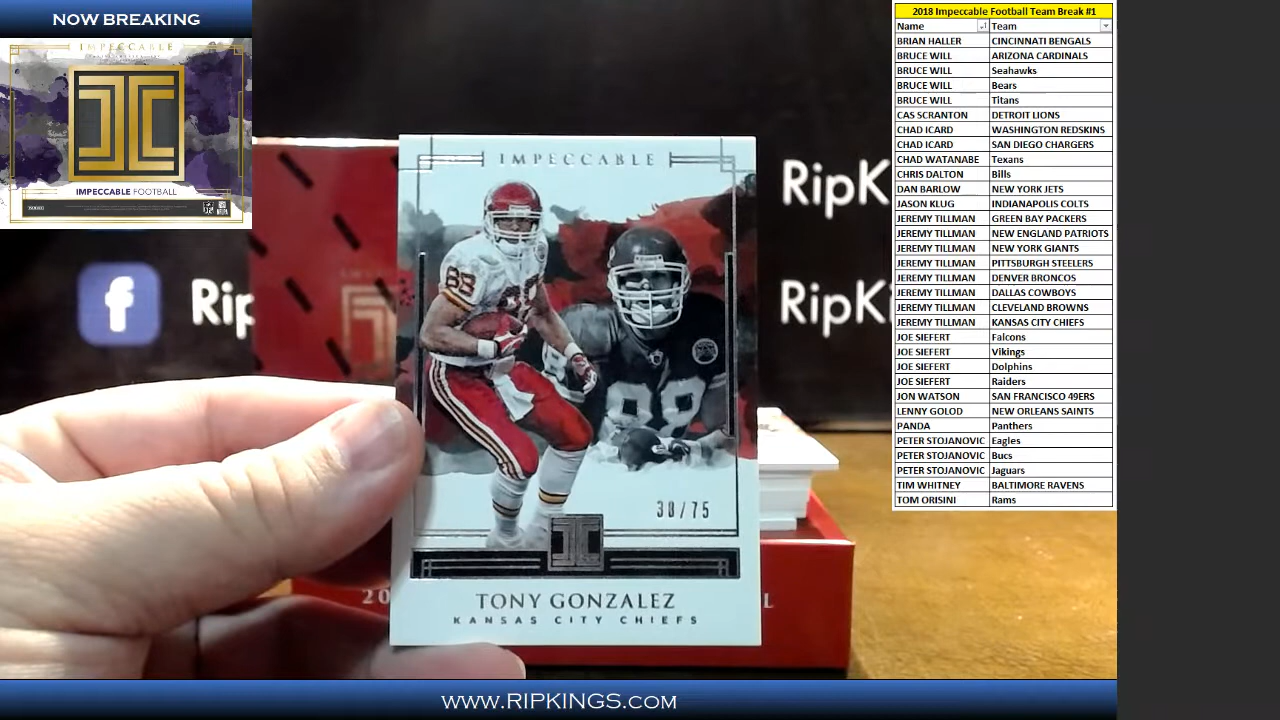 NOW BREAKING
IMPECCABLE
IMPECCABLE FOOTBALL
2018 Impeccable Football Team Break #1
Name Team
BRIAN HALLER CINCINNATI BENGALS
BRUCE WILL ARIZONA CARDINALS
BRUCE WILL Seahawks
BRUCE WILL Bears
BRUCE WILL Titans
CAS SCRANTON DETROIT LIONS
CHAD ICARD WASHINGTON REDSKINS
CHAD ICARD SAN DIEGO CHARGERS
CHAD WATANABE Texans
CHRIS DALTON Bills
DAN BARLOW NEW YORK JETS
JASON KLUG INDIANAPOLIS COLTS
JEREMY TILLMAN GREEN BAY PACKERS
JEREMY TILLMAN NEW ENGLAND PATRIOTS
JEREMY TILLMAN NEW YORK GIANTS
JEREMY TILLMAN PITTSBURGH STEELERS
JEREMY TILLMAN DENVER BRONCOS
JEREMY TILLMAN DALLAS COWBOYS
JEREMY TILLMAN CLEVELAND BROWNS
JEREMY TILLMAN KANSAS CITY CHIEFS
JOE SIEFERT Falcons
JOE SIEFERT Vikings
JOE SIEFERT Dolphins
JOE SIEFERT Raiders
JON WATSON SAN FRANCISCO 49ERS
LENNY GOLOD NEW ORLEANS SAINTS
PANDA Panthers
PETER STOJANOVIC Eagles
PETER STOJANOVIC Bucs
PETER STOJANOVIC Jaguars
TIM WHITNEY BALTIMORE RAVENS
TOM ORISINI Rams
IMPECCABLE
88
88
30/75
TONY GONZALEZ
KANSAS CITY CHIEFS
RipK
f Rip
RipKi
20
L
WWW.RIPKINGS.COM